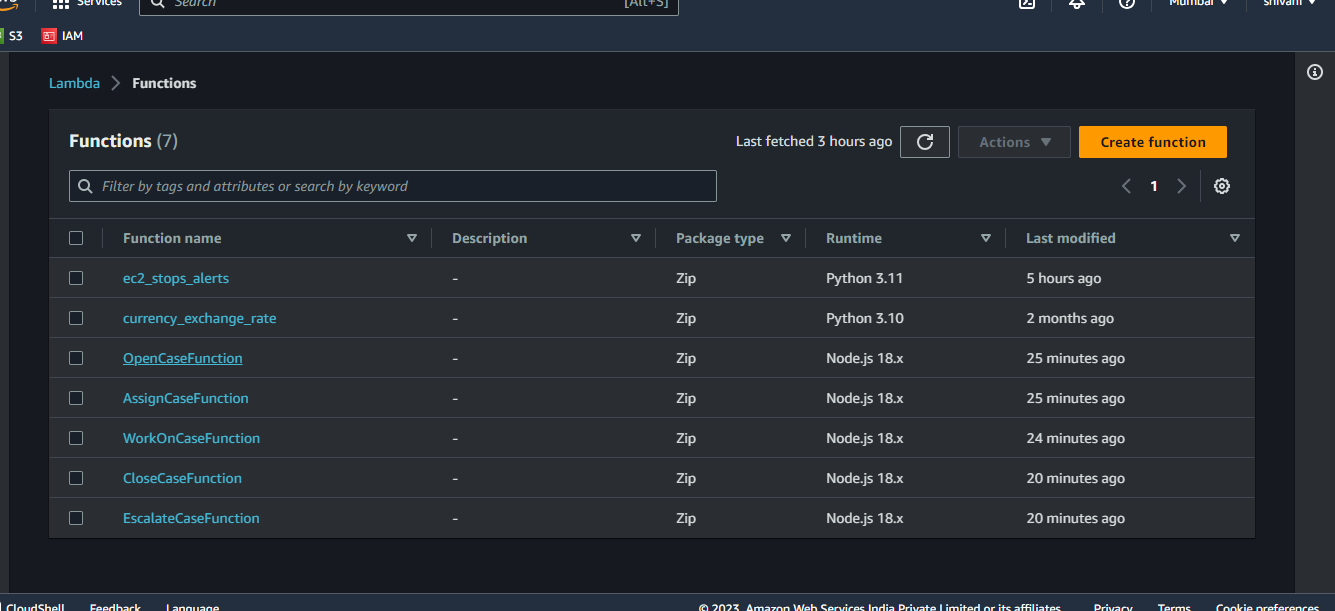 Services Search [Alt+S] Mumbai shivani
S3 IAM
Lambda Functions
Functions (7) Last fetched 3 hours ago Actions Create function
Filter by tags and attributes or search by keyword 1
Function name Description Package type Runtime Last modified
ec2_stops_alerts - Zip Python 3.11 5 hours ago
currency_exchange_rate - Zip Python 3.10 2 months ago
OpenCaseFunction - Zip Node.js 18.x 25 minutes ago
AssignCaseFunction - Zip Node.js 18.x 25 minutes ago
WorkOnCaseFunction - Zip Node.js 18.x 24 minutes ago
CloseCaseFunction - Zip Node.js 18.x 20 minutes ago
EscalateCaseFunction - Zip Node.js 18.x 20 minutes ago
CloudShell Feedback Language © 2023, Amazon Web Services India Private Limited or its affiliates. Privacy Terms Cookie preferences